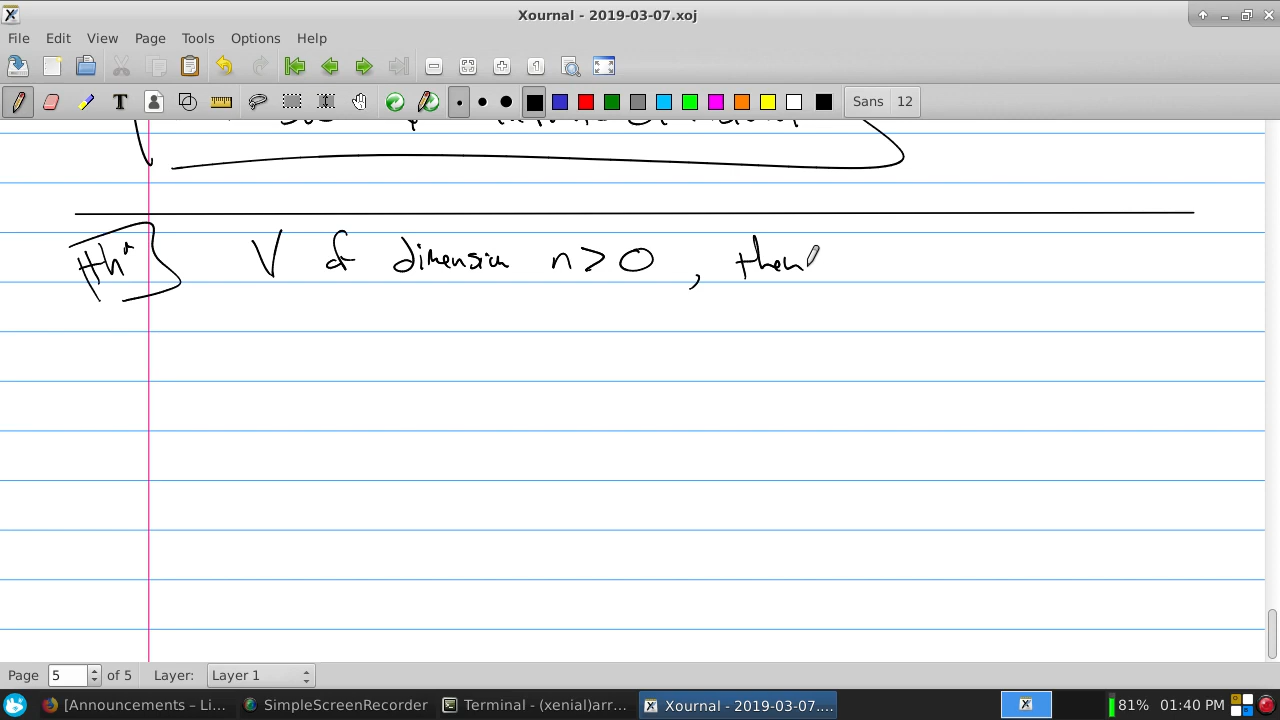 Xournal - 2019-03-07.xoj
File Edit View Page Tools Options Help
Sans 12
Thm V of dimension n > 0 , then
Page 5 of 5 Layer: Layer 1
[Announcements – Li... SimpleScreenRecorder Terminal - (xenial)arr... Xournal - 2019-03-07.... 81% 01:40 PM